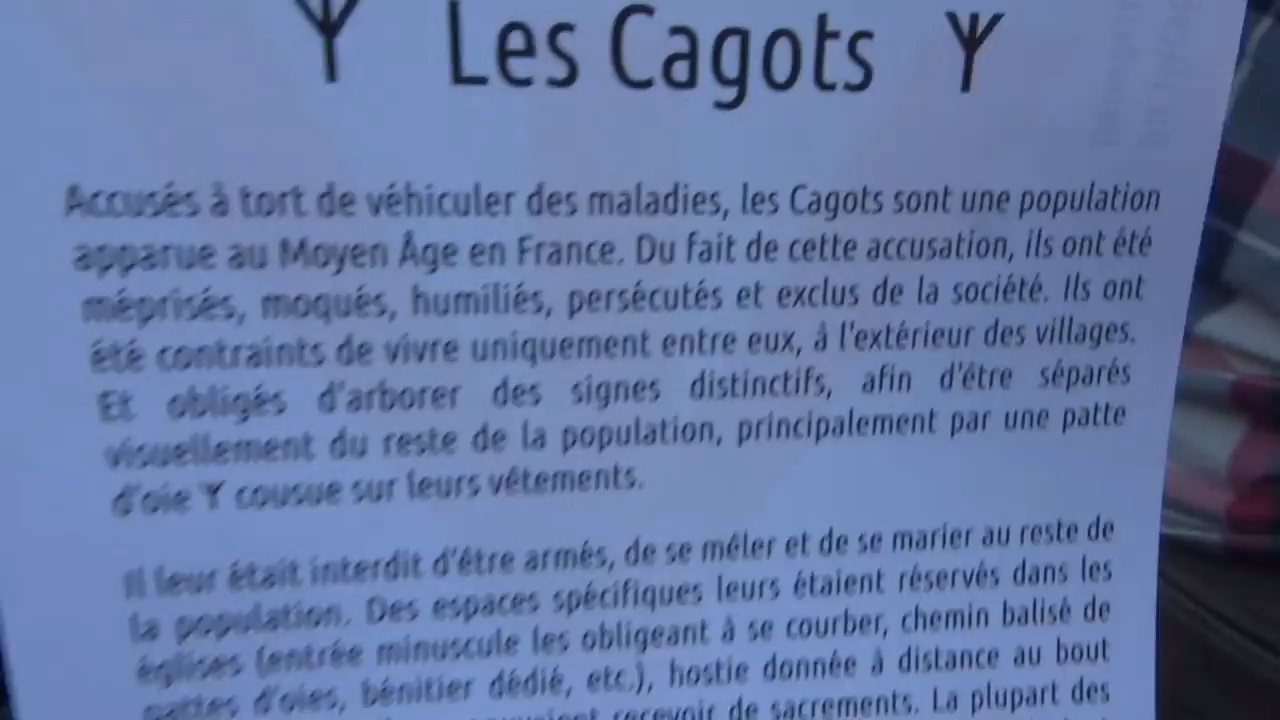 Les Cagots
Accusés à tort de véhiculer des maladies, les Cagots sont une population
apparue au Moyen Âge en France. Du fait de cette accusation, ils ont été
méprisés, moqués, humiliés, persécutés et exclus de la société. Ils ont
été contraints de vivre uniquement entre eux, à l'extérieur des villages.
Et obligés d'arborer des signes distinctifs, afin d'être séparés
visuellement du reste de la population, principalement par une patte
d'oie Y cousue sur leurs vêtements.
Il leur était interdit d'être armés, de se mêler et de se marier au reste de
la population. Des espaces spécifiques leurs étaient réservés dans les
églises (entrée minuscule les obligeant à se courber, chemin balisé de
pattes d'oies, bénitier dédié, etc.), hostie donnée à distance au bout
recevoir de sacrements. La plupart des